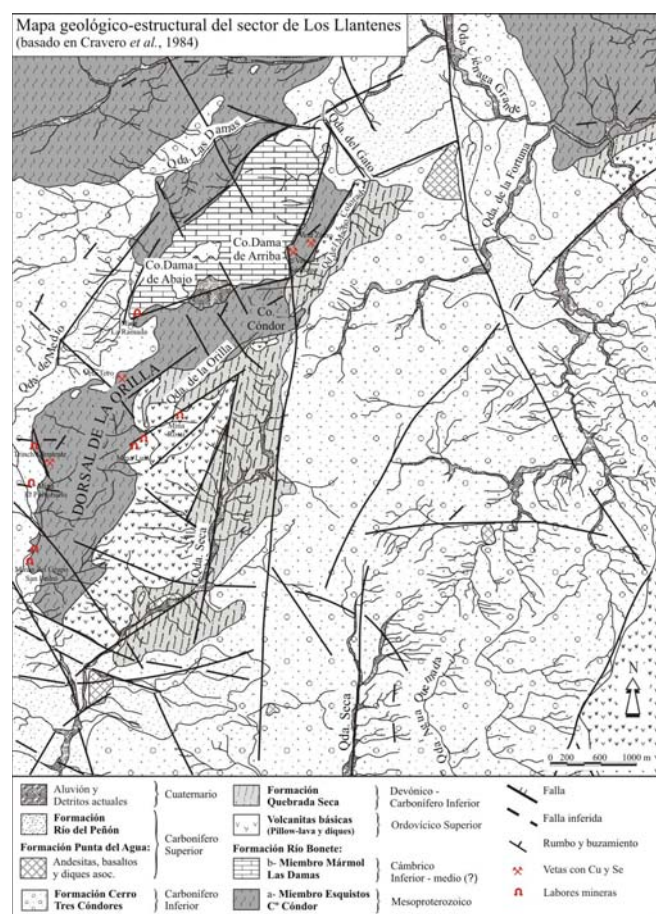 Mapa geológico-estructural del sector de Los Llantenes
(basado en Cravero et al., 1984)
Qda. Ciénaga Grande
Qda. Las Damas
Qda. del Gato
Qda. de la Fortuna
Co. Dama
de Arriba
Co. Dama
de Abajo
Co.
Cóndor
La Ramada
Qda. del Medio
Qda. de la Orilla
DORSAL DE LA ORILLA
Qda. Seca
Qda. Seca
Qda. Agua Quemada
N
0 200 600 1000 m
Aluvión y
Detritos actuales
Cuaternario
Formación
Río del Peñón
Formación Punta del Agua:
Andesitas, basaltos
y diques asoc.
Carbonífero
Superior
Formación Cerro
Tres Cóndores
Carbonífero
Inferior
Formación
Quebrada Seca
Devónico -
Carbonífero Inferior
Volcanitas básicas
(Pillow-lava y diques)
Ordovícico Superior
Formación Río Bonete:
b- Miembro Mármol
Las Damas
Cámbrico
Inferior - medio (?)
a- Miembro Esquistos
Cº Cóndor
Mesoproterozoico
Falla
Falla inferida
Rumbo y buzamiento
Vetas con Cu y Se
Labores mineras